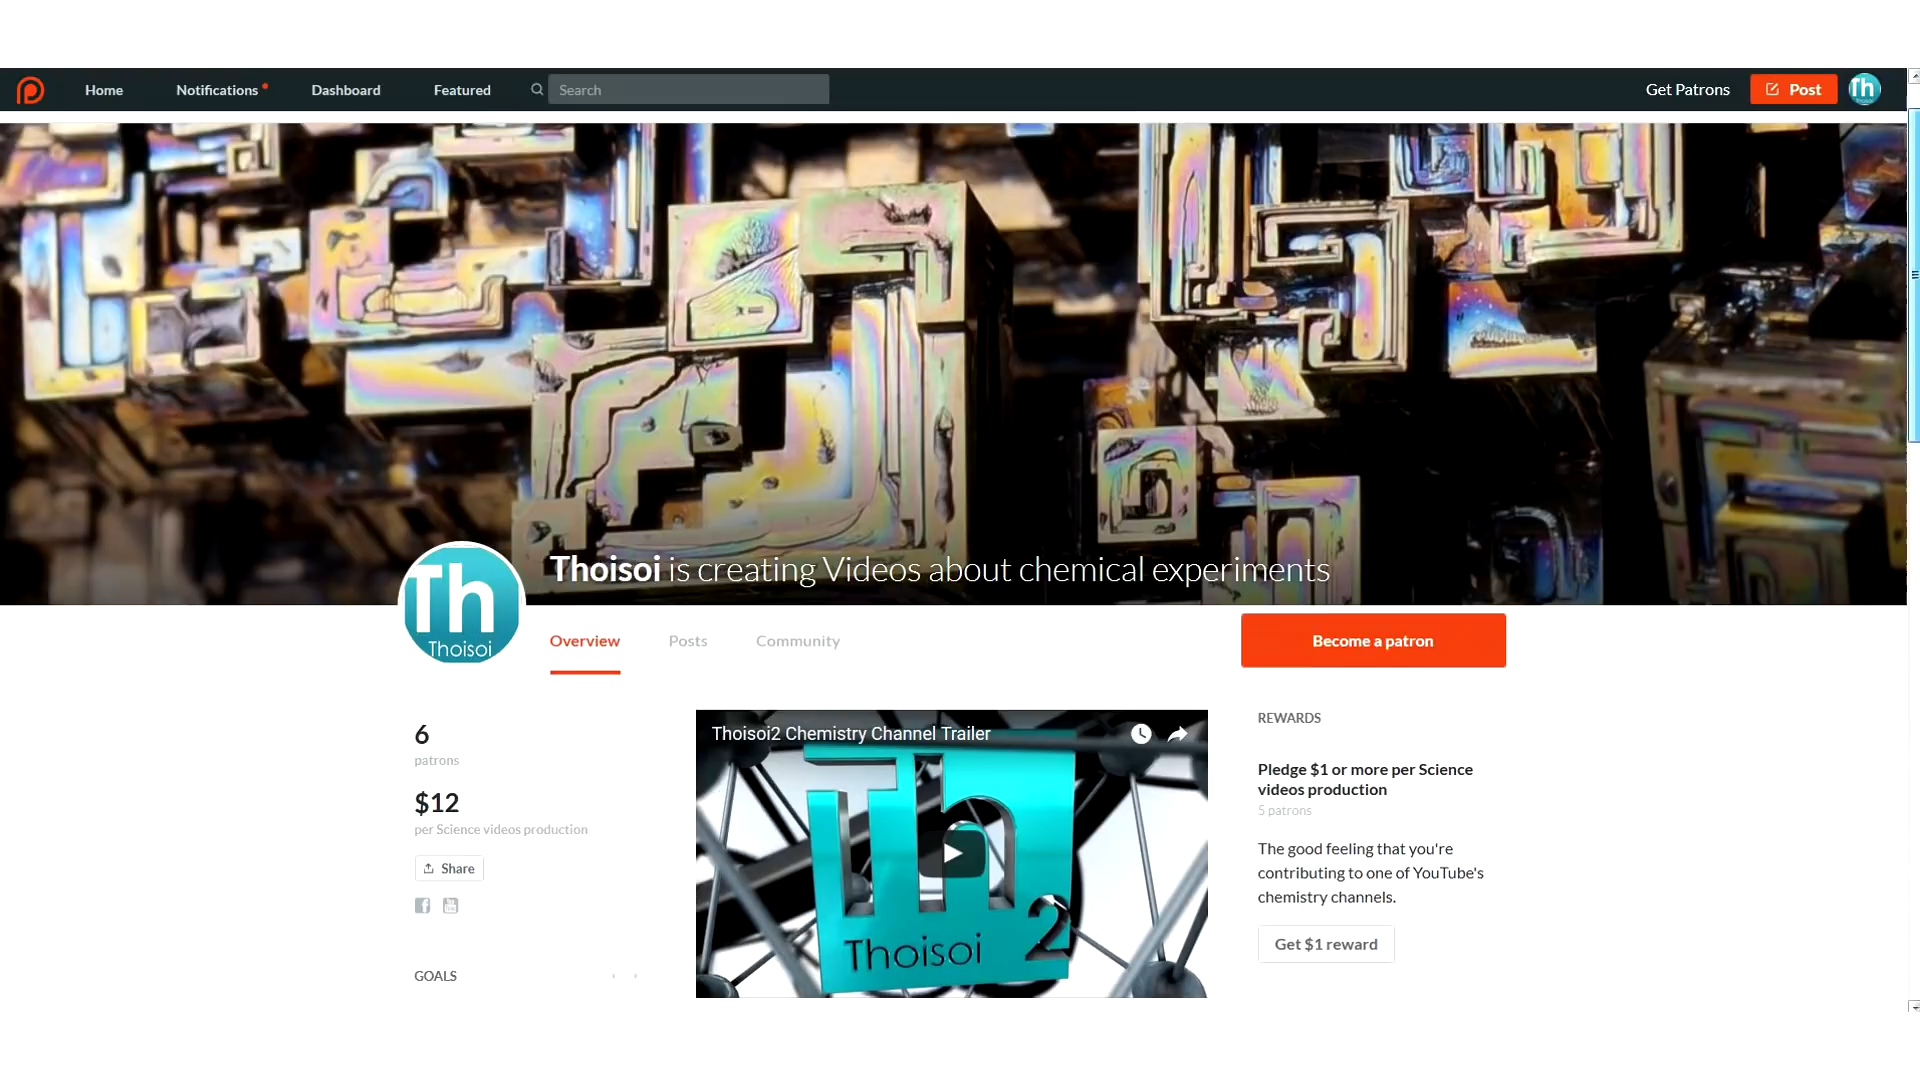 Home Notifications Dashboard Featured Search Get Patrons Post Th
Thoisoi is creating Videos about chemical experiments
Th
Thoisoi
Overview Posts Community Become a patron
6
patrons
$12
per Science videos production
Share
GOALS
Thoisoi2 Chemistry Channel Trailer
Th
Thoisoi 2
REWARDS
Pledge $1 or more per Science
videos production
5 patrons
The good feeling that you're
contributing to one of YouTube's
chemistry channels.
Get $1 reward